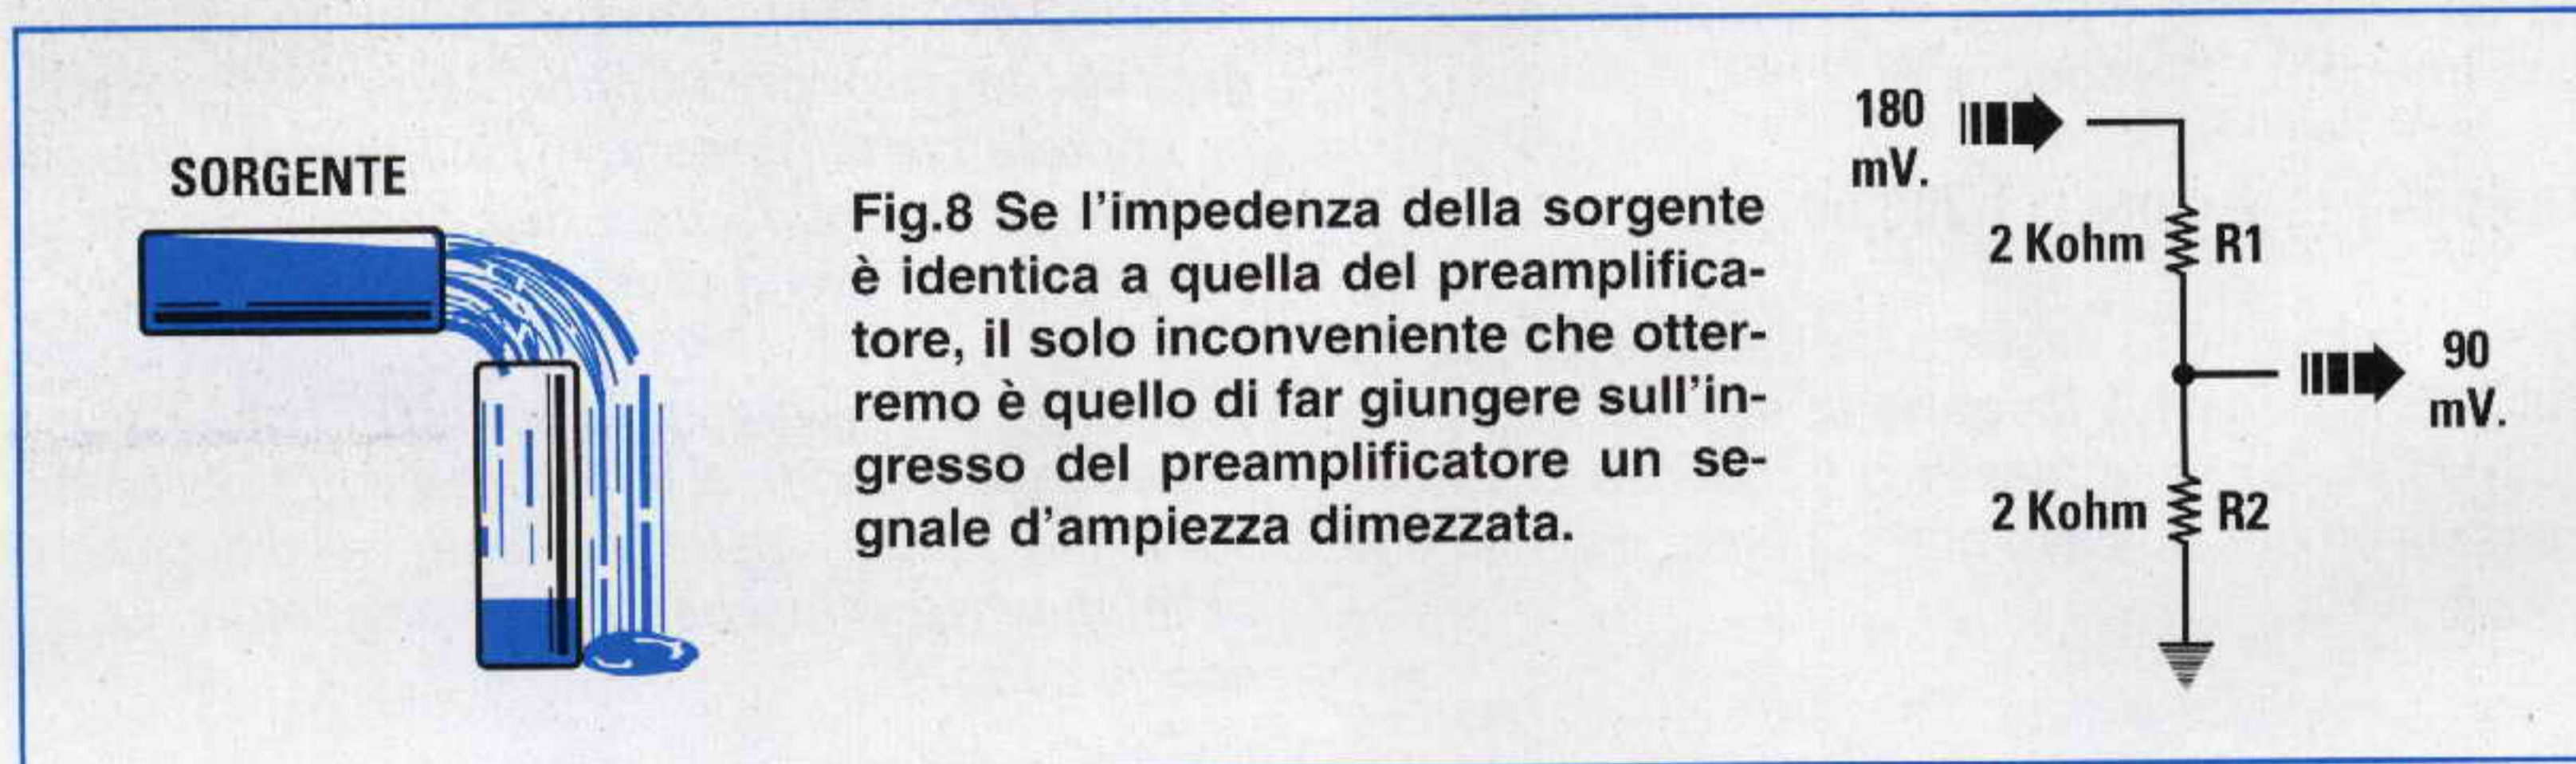 SORGENTE
Fig.8 Se l'impedenza della sorgente
è identica a quella del preamplifica-
tore, il solo inconveniente che otter-
remo è quello di far giungere sull'in-
gresso del preamplificatore un se-
gnale d'ampiezza dimezzata.
180
mV.
2 Kohm R1
90
mV.
2 Kohm R2